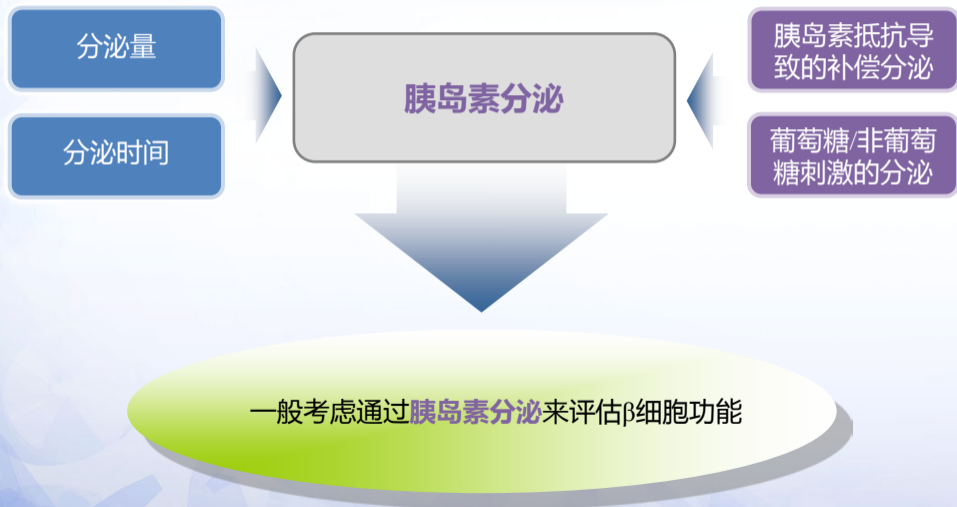 分泌量
分泌时间
胰岛素分泌
胰岛素抵抗导
致的补偿分泌
葡萄糖/非葡萄
糖刺激的分泌
一般考虑通过胰岛素分泌来评估β细胞功能